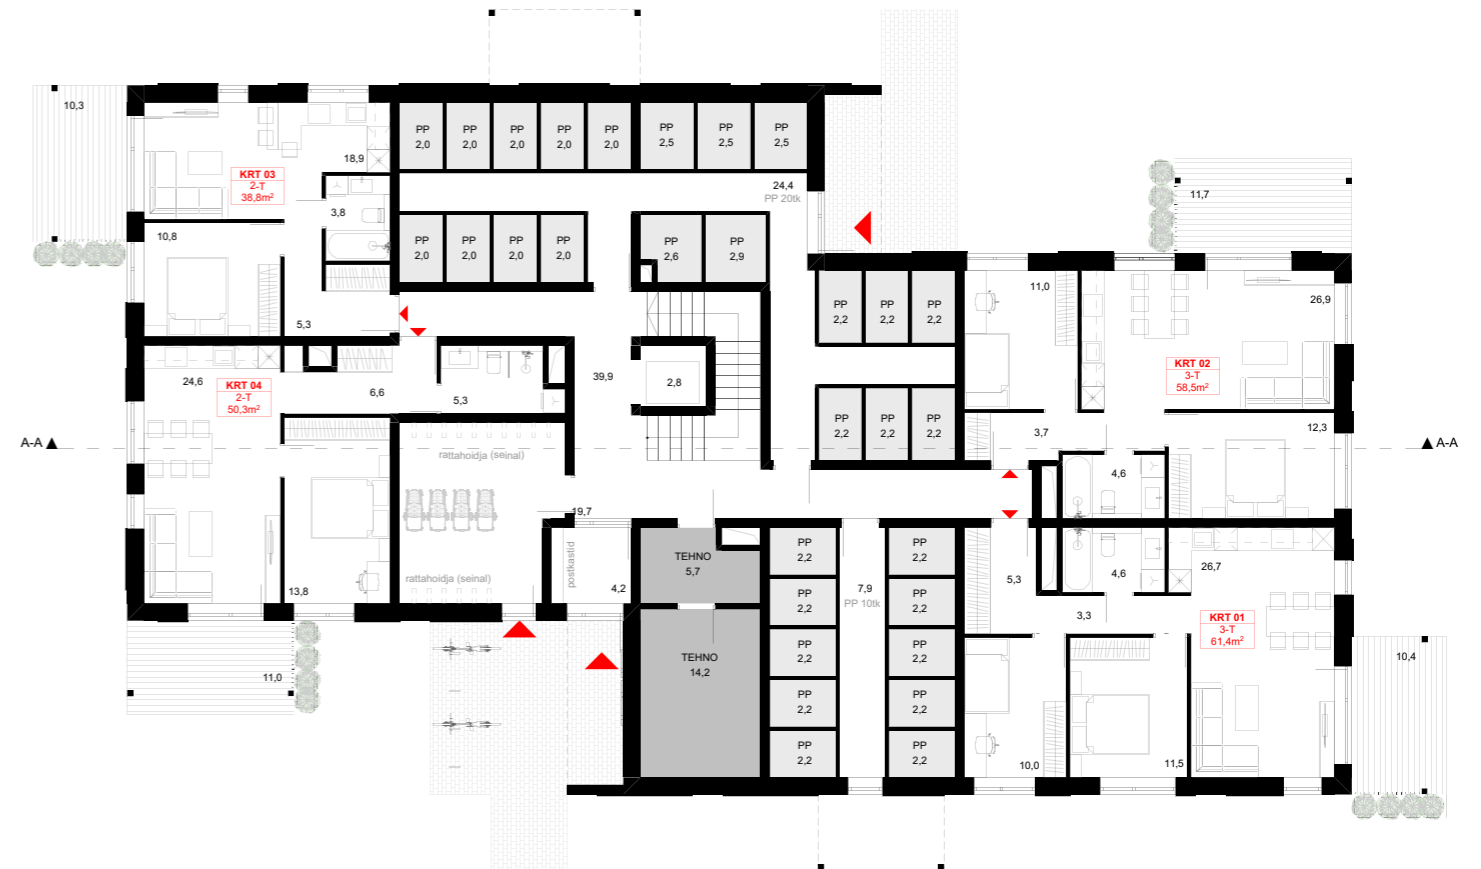 10,3
18,9
KRT 03
2-T
38,8m²
3,8
10,8
5,3
PP
2,0
PP
2,0
PP
2,0
PP
2,0
PP
2,0
PP
2,5
PP
2,5
PP
2,5
24,4
PP 20tk
PP
2,0
PP
2,0
PP
2,0
PP
2,0
PP
2,6
PP
2,9
11,7
PP
2,2
PP
2,2
PP
2,2
11,0
26,9
KRT 02
3-T
58,5m²
24,6
KRT 04
2-T
50,3m²
6,6
5,3
39,9
2,8
PP
2,2
PP
2,2
PP
2,2
3,7
12,3
A-A
A-A
rattahoidja (seinal)
4,6
19,7
postkastid
rattahoidja (seinal)
13,8
4,2
TEHNO
5,7
PP
2,2
PP
2,2
PP
2,2
PP
2,2
7,9
PP 10tk
5,3
4,6
26,7
3,3
KRT 01
3-T
61,4m²
TEHNO
14,2
PP
2,2
PP
2,2
PP
2,2
PP
2,2
PP
2,2
PP
2,2
11,0
10,4
10,0
11,5